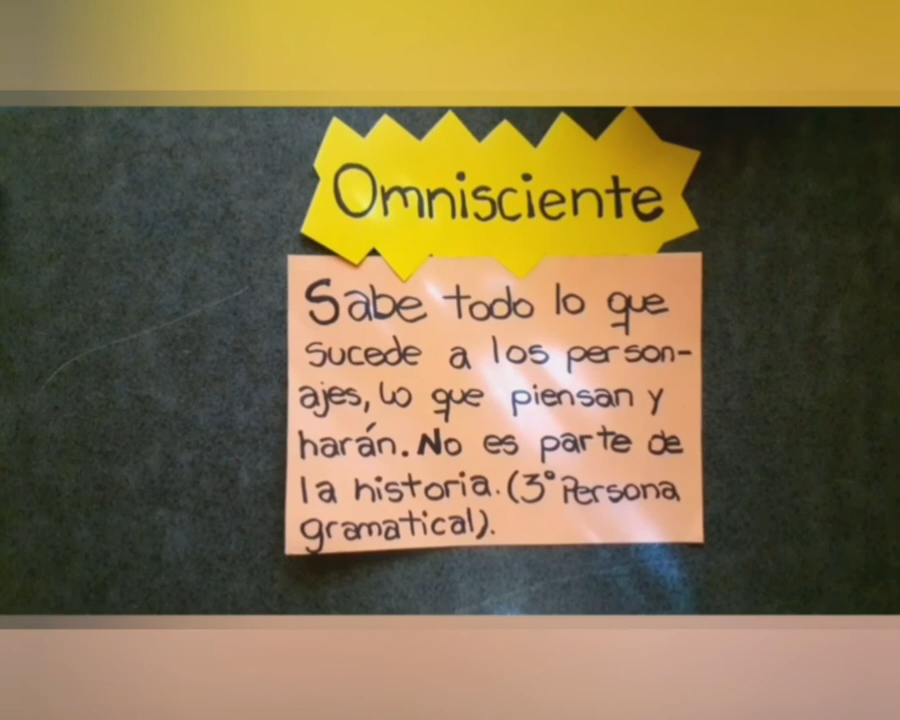 Omnisciente
Sabe todo lo que
sucede a los person-
ajes, lo que piensan y
harán. No es parte de
la historia. (3° Persona
gramatical).